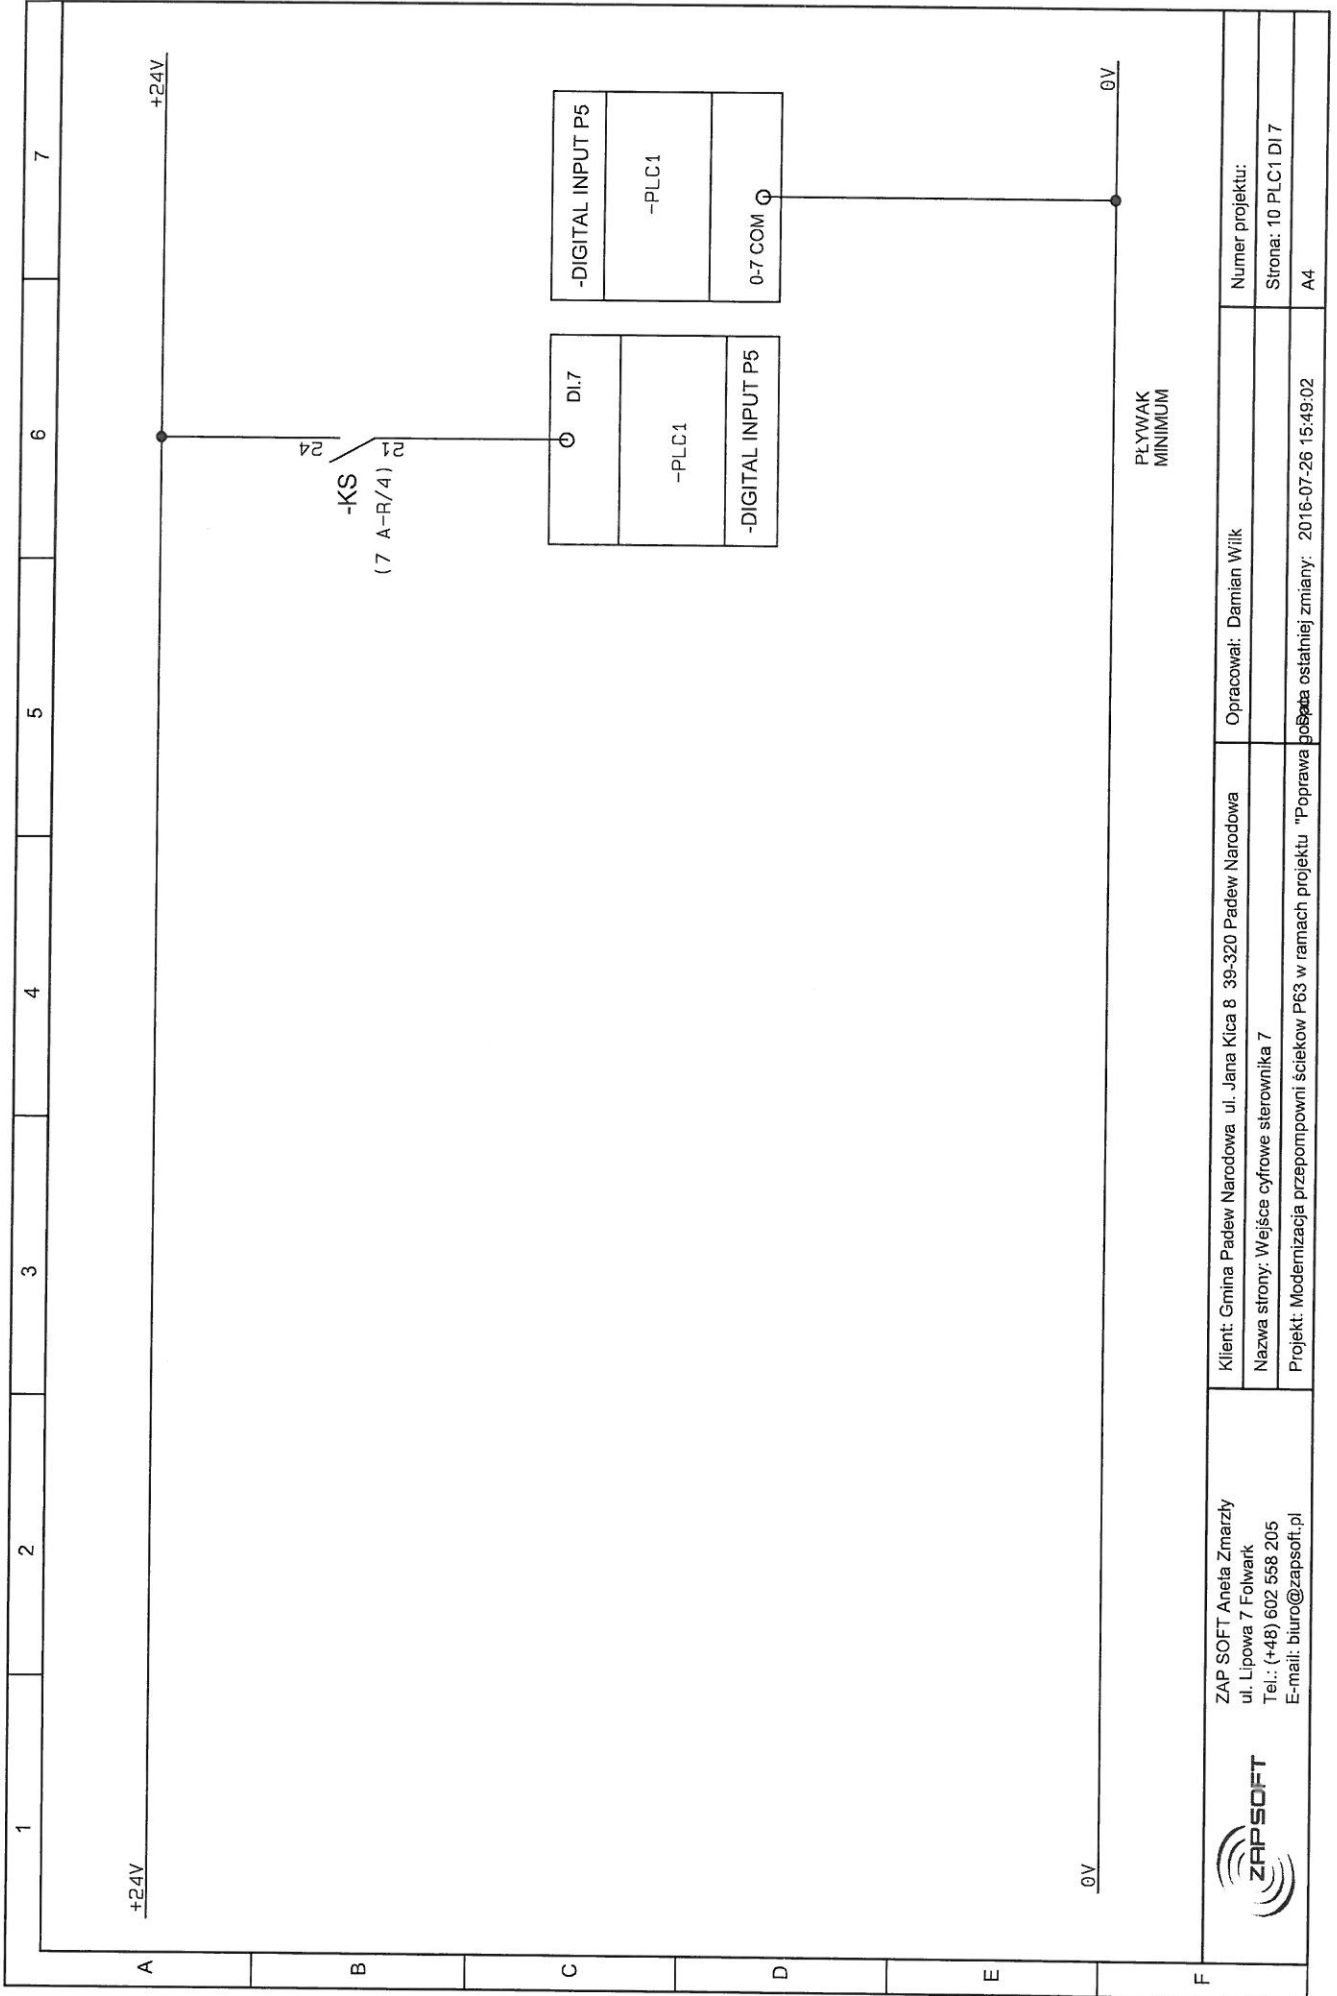 1
2
3
4
5
6
7
A
B
C
D
E
F
+24V
+24V
-KS
(7 A-R/4)
24
21
DI.7
-PLC1
-DIGITAL INPUT P5
-DIGITAL INPUT P5
-PLC1
0-7 COM
0V
0V
PŁYWAK
MINIMUM
ZAPSOFT
ZAP SOFT Aneta Zmarzły
ul. Lipowa 7 Folwark
Tel.: (+48) 602 558 205
E-mail: biuro@zapsoft.pl
Klient: Gmina Padew Narodowa ul. Jana Kica 8 39-320 Padew Narodowa
Nazwa strony: Wejśce cyfrowe sterownika 7
Projekt: Modernizacja przepompowni ściekow P63 w ramach projektu "Poprawa
Opracował: Damian Wilk
ostatniej zmiany: 2016-07-26 15:49:02
Numer projektu:
Strona: 10 PLC1 DI 7
A4